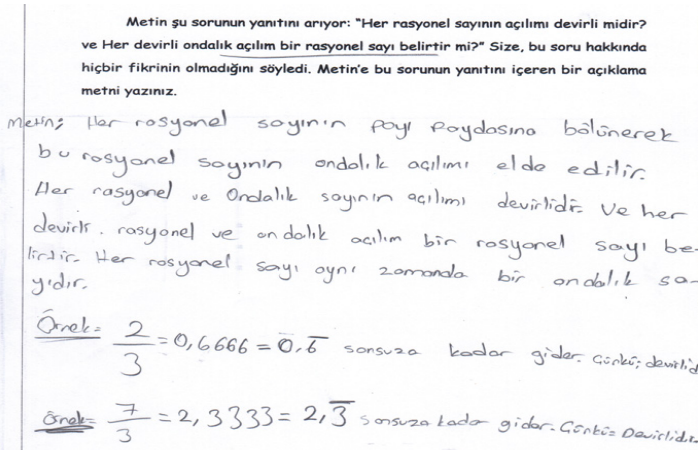 Metin şu sorunun yanıtını arıyor: "Her rasyonel sayının açılımı devirli midir?
ve Her devirli ondalık açılım bir rasyonel sayı belirtir mi?" Size, bu soru hakkında
hiçbir fikrinin olmadığını söyledi. Metin'e bu sorunun yanıtını içeren bir açıklama
metni yazınız.
Metin; Her rasyonel sayının payı paydasına bölünerek
bu rasyonel sayının ondalık açılımı elde edilir.
Her rasyonel ve Ondalık sayının açılımı devirlidir. Ve her
devirli. rasyonel ve ondalık açılım bir rasyonel sayı be-
lirtir. Her rasyonel sayı aynı zamanda bir ondalık sa-
yıdır.
Örnek= 2/3 = 0,6666 = 0,6̅ sonsuza kadar gider. Çünkü; devirlid
Örnek= 7/3 = 2,3333 = 2,3̅ sonsuza kadar gider. Çünkü= Devirlidir.